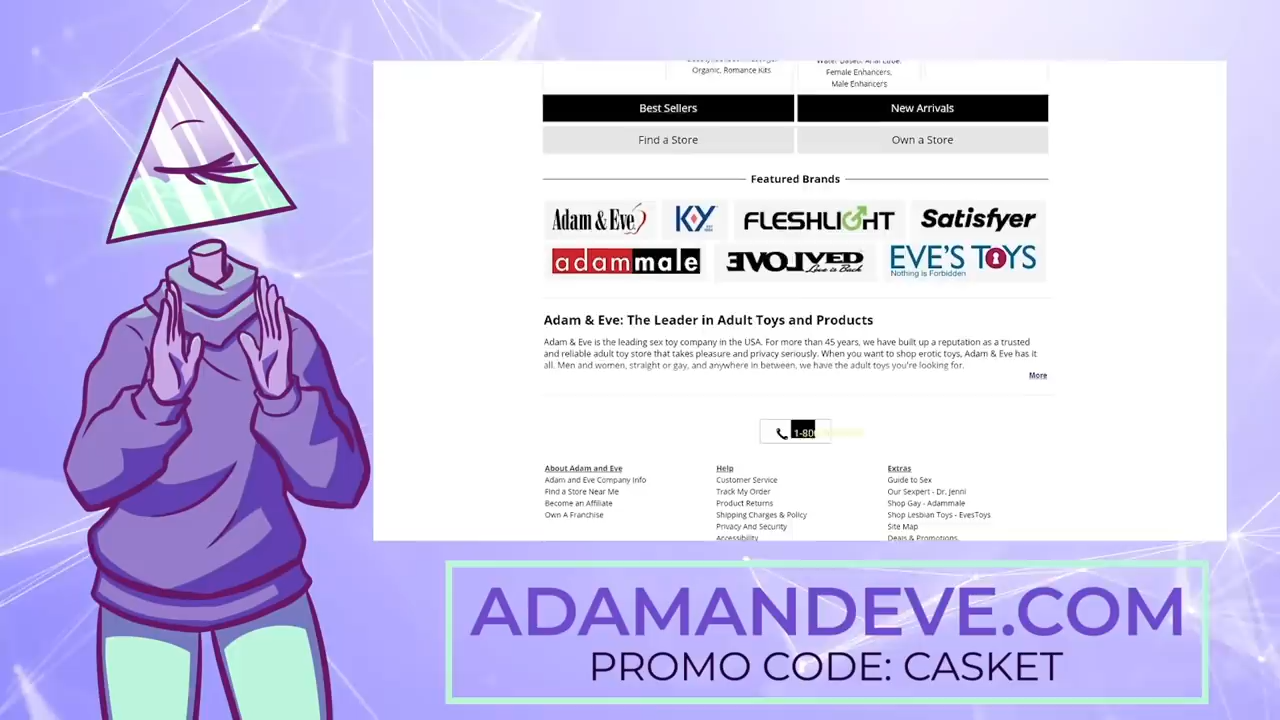 Organic, Romance Kits
Female Enhancers,
Male Enhancers
Best Sellers
New Arrivals
Find a Store
Own a Store
Featured Brands
Adam & Eve
KY
FLESHLIGHT
Satisfyer
adammale
EVOLVED
Love is Back
EVE'S TOYS
Nothing is Forbidden
Adam & Eve: The Leader in Adult Toys and Products
Adam & Eve is the leading sex toy company in the USA. For more than 45 years, we have built up a reputation as a trusted
and reliable adult toy store that takes pleasure and privacy seriously. When you want to shop erotic toys, Adam & Eve has it
all. Men and women, straight or gay, and anywhere in between, we have the adult toys you're looking for.
More
About Adam and Eve
Adam and Eve Company Info
Find a Store Near Me
Become an Affiliate
Own A Franchise
Help
Customer Service
Track My Order
Product Returns
Shipping Charges & Policy
Privacy And Security
Accessibility
Extras
Guide to Sex
Our Sexpert - Dr. Jenni
Shop Gay - Adammale
Shop Lesbian Toys - EvesToys
Site Map
Deals & Promotions,
ADAMANDEVE.COM
PROMO CODE: CASKET